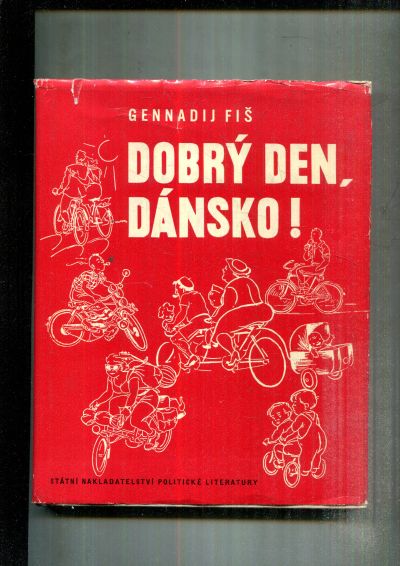 GENNADIJ FIŠ
DOBRÝ DEN,
DÁNSKO!
STÁTNÍ NAKLADATELSTVÍ POLITICKÉ LITERATURY